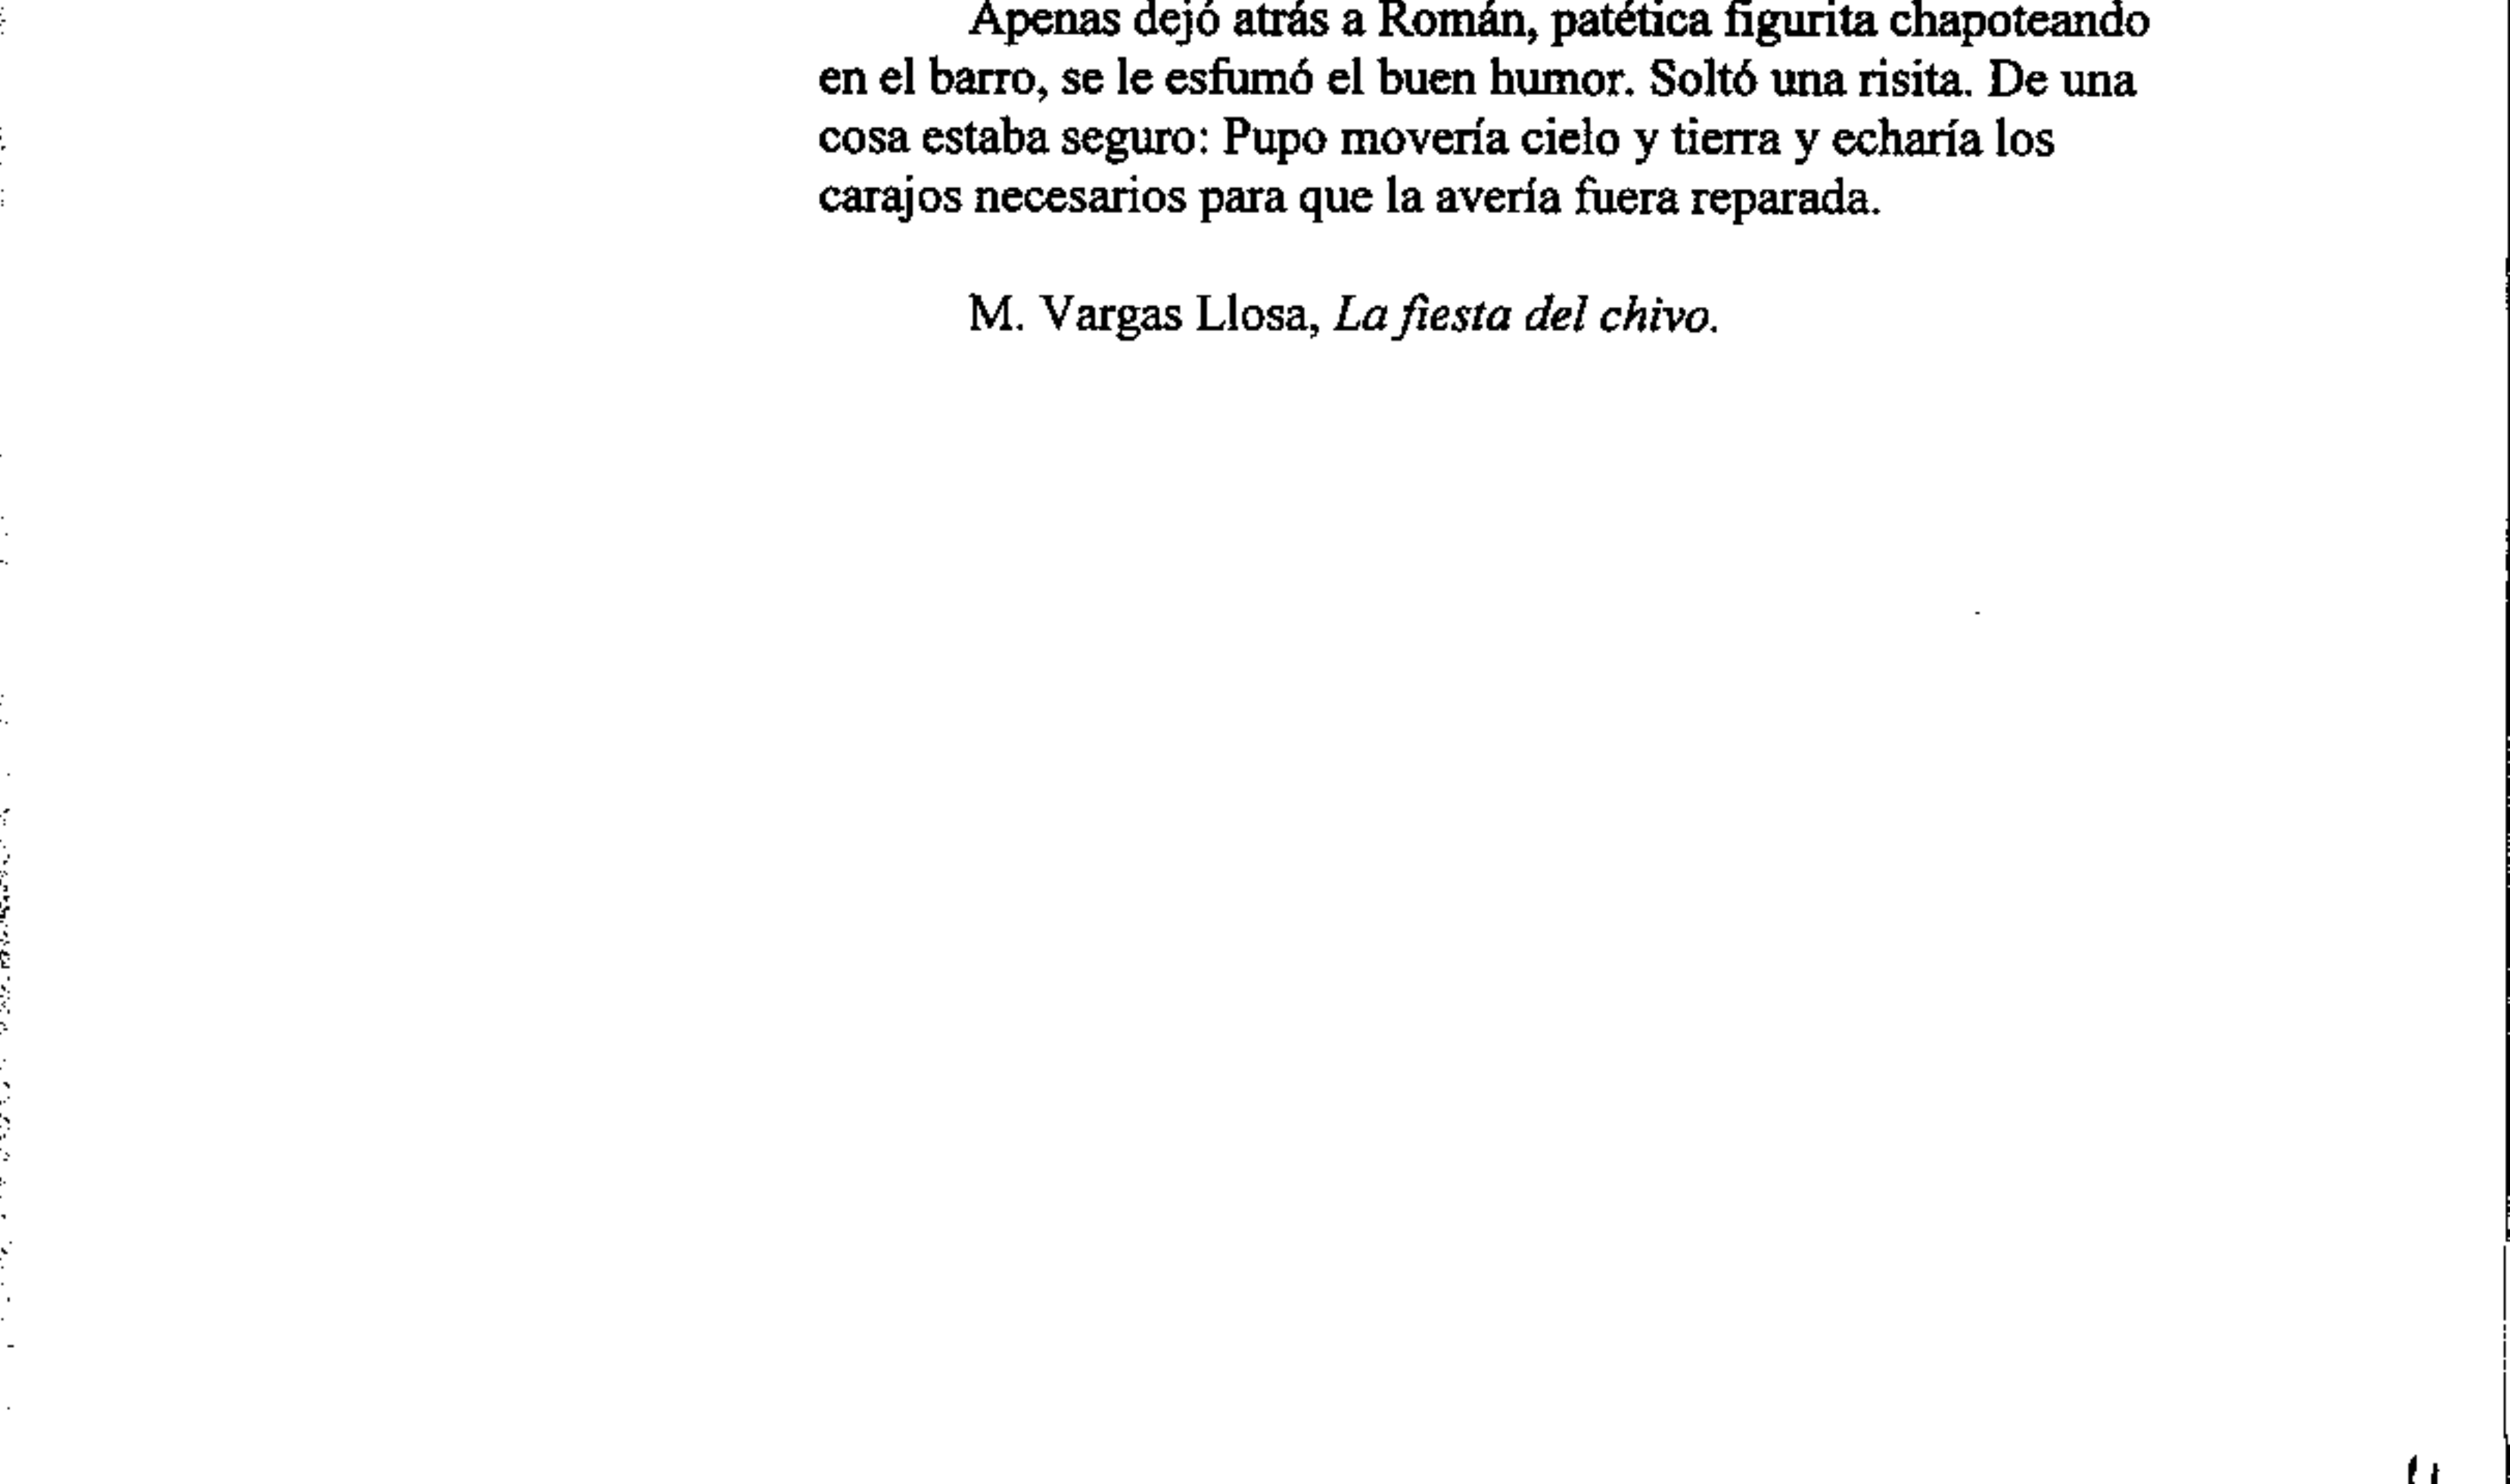 Apenas dejó atrás a Román, patética figurita chapoteando
en el barro, se le esfumó el buen humor. Soltó una risita. De una
cosa estaba seguro: Pupo movería cielo y tierra y echaría los
carajos necesarios para que la avería fuera reparada.
M. Vargas Llosa, La fiesta del chivo.